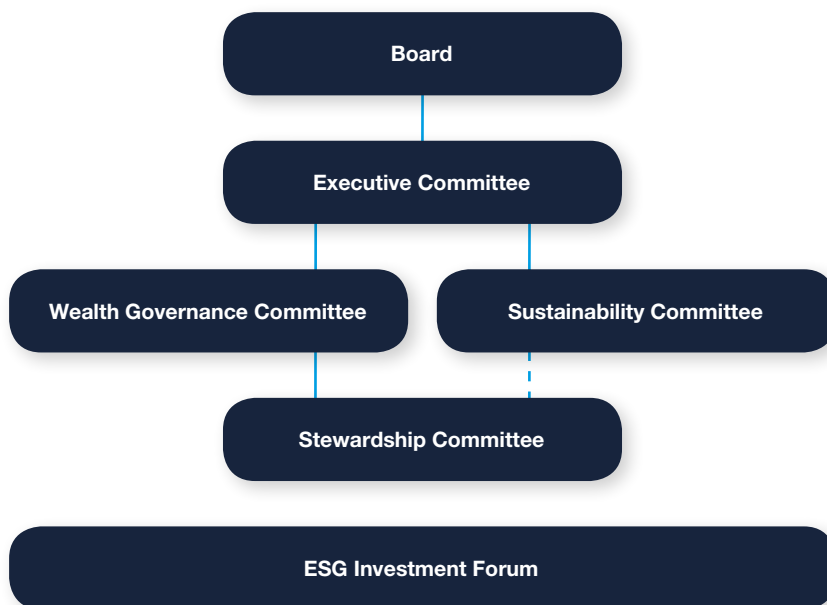 Board
Executive Committee
Wealth Governance Committee
Sustainability Committee
Stewardship Committee
ESG Investment Forum